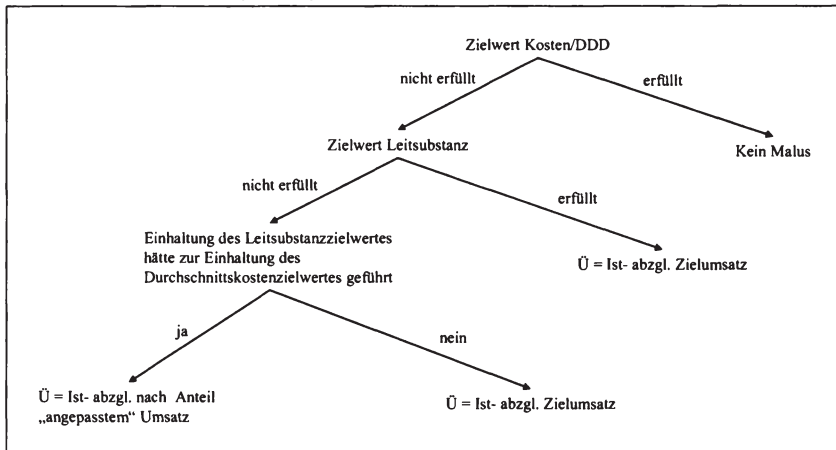 Zielwert Kosten/DDD
nicht erfüllt
erfüllt
Zielwert Leitsubstanz
Kein Malus
nicht erfüllt
erfüllt
Einhaltung des Leitsubstanzzielwertes
hätte zur Einhaltung des
Durchschnittskostenzielwertes geführt
Ü = Ist- abzgl. Zielumsatz
ja
nein
Ü = Ist- abzgl. nach Anteil
„angepasstem“ Umsatz
Ü = Ist- abzgl. Zielumsatz